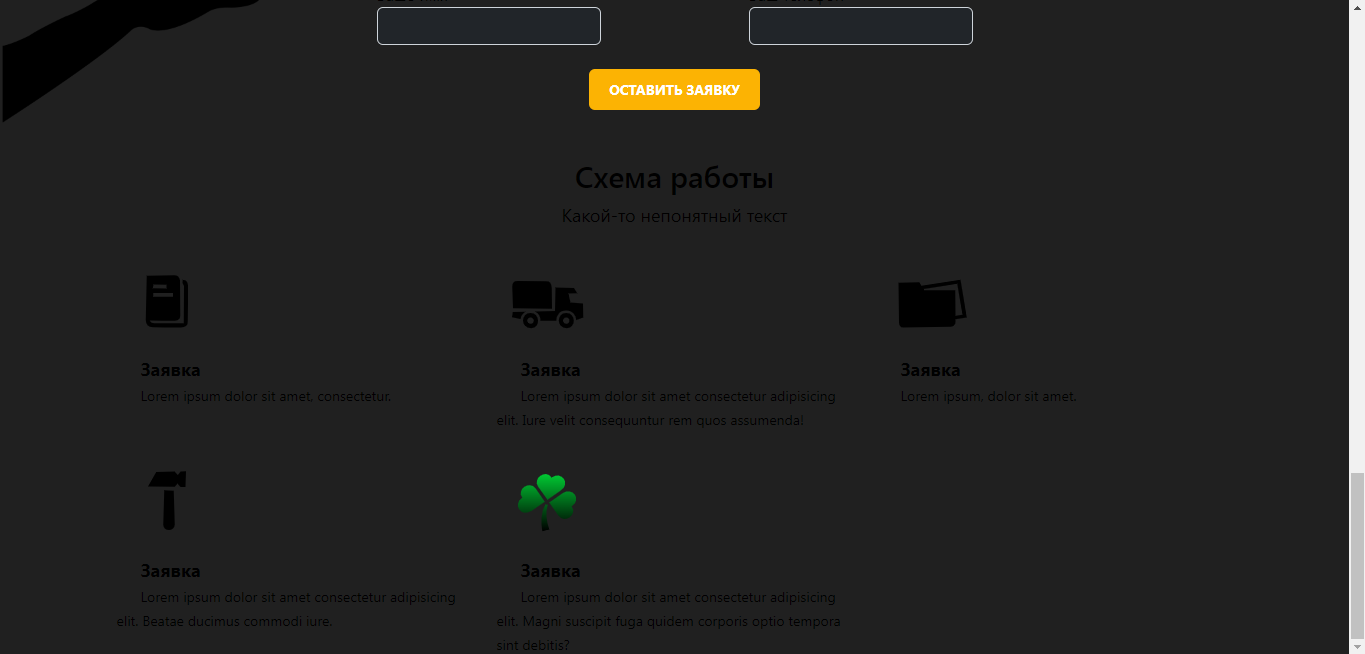 ОСТАВИТЬ ЗАЯВКУ
Схема работы
Какой-то непонятный текст
Заявка
Lorem ipsum dolor sit amet, consectetur.
Заявка
Lorem ipsum dolor sit amet consectetur adipisicing
elit. Iure velit consequuntur rem quos assumenda!
Заявка
Lorem ipsum, dolor sit amet.
Заявка
Lorem ipsum dolor sit amet consectetur adipisicing
elit. Beatae ducimus commodi iure.
Заявка
Lorem ipsum dolor sit amet consectetur adipisicing
elit. Magni suscipit fuga quidem corporis optio tempora
sint debitis?